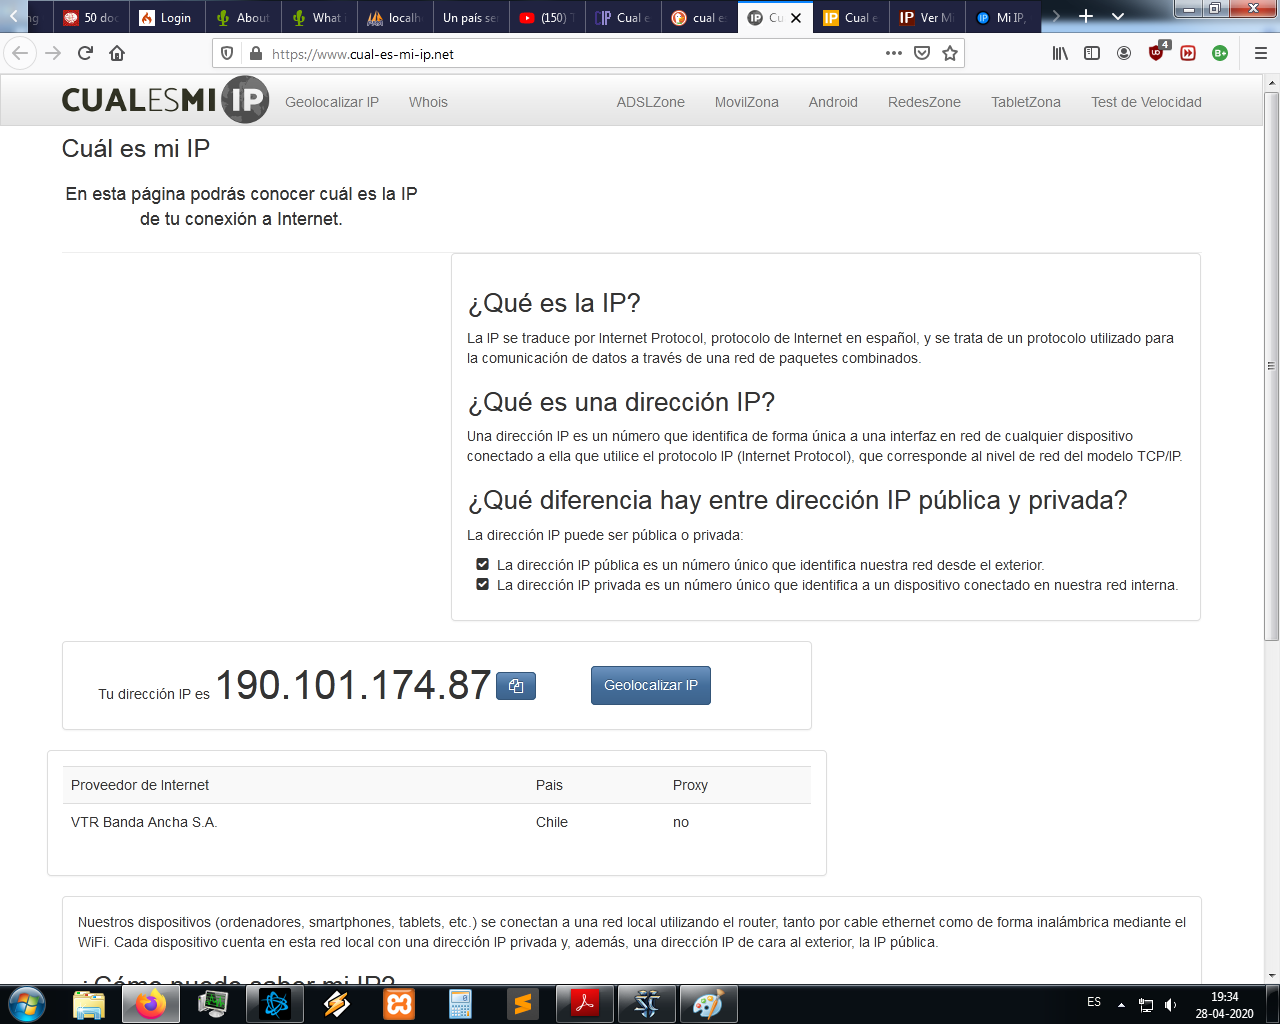 50 doc
Login
About
What i
localh
Un país ser
(150) T
Cual e
cual es
Cu
Cual e
Ver Mi
Mi IP,
https://www.cual-es-mi-ip.net
4
CUALESMI IP
Geolocalizar IP
Whois
ADSLZone
MovilZona
Android
RedesZone
TabletZona
Test de Velocidad
Cuál es mi IP
En esta página podrás conocer cuál es la IP
de tu conexión a Internet.
¿Qué es la IP?
La IP se traduce por Internet Protocol, protocolo de Internet en español, y se trata de un protocolo utilizado para
la comunicación de datos a través de una red de paquetes combinados.
¿Qué es una dirección IP?
Una dirección IP es un número que identifica de forma única a una interfaz en red de cualquier dispositivo
conectado a ella que utilice el protocolo IP (Internet Protocol), que corresponde al nivel de red del modelo TCP/IP.
¿Qué diferencia hay entre dirección IP pública y privada?
La dirección IP puede ser pública o privada:
La dirección IP pública es un número único que identifica nuestra red desde el exterior.
La dirección IP privada es un número único que identifica a un dispositivo conectado en nuestra red interna.
Tu dirección IP es 190.101.174.87
Geolocalizar IP
Proveedor de Internet
Pais
Proxy
VTR Banda Ancha S.A.
Chile
no
Nuestros dispositivos (ordenadores, smartphones, tablets, etc.) se conectan a una red local utilizando el router, tanto por cable ethernet como de forma inalámbrica mediante el
WiFi. Cada dispositivo cuenta en esta red local con una dirección IP privada y, además, una dirección IP de cara al exterior, la IP pública.
¿Cómo puedo saber mi IP?
ES
19:34
28-04-2020